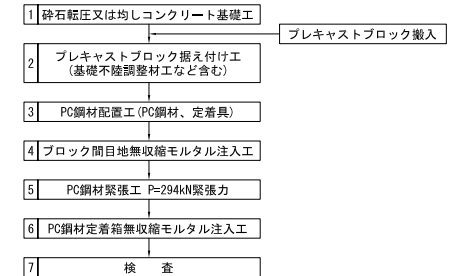 1 砕石転圧又は均しコンクリート基礎工
プレキャストブロック搬入
2 プレキャストブロック据え付け工
(基礎不陸調整材工など含む)
3 PC鋼材配置工(PC鋼材、定着具)
4 ブロック間目地無収縮モルタル注入工
5 PC鋼材緊張工 P=294kN緊張力
6 PC鋼材定着箱無収縮モルタル注入工
7 検 査